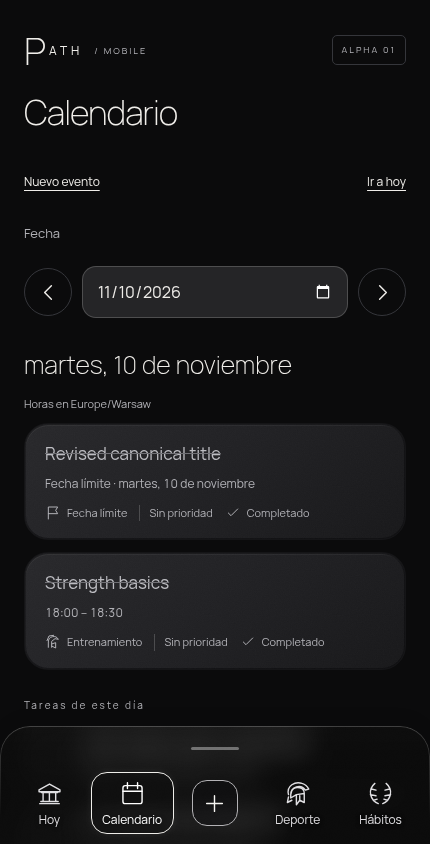 PATH / MOBILE
ALPHA 01
Calendario
Nuevo evento
Ir a hoy
Fecha
11/10/2026
martes, 10 de noviembre
Horas en Europe/Warsaw
Revised canonical title
Fecha límite · martes, 10 de noviembre
Fecha límite Sin prioridad Completado
Strength basics
18:00 – 18:30
Entrenamiento Sin prioridad Completado
Tareas de este día
Hoy
Calendario
Deporte
Hábitos